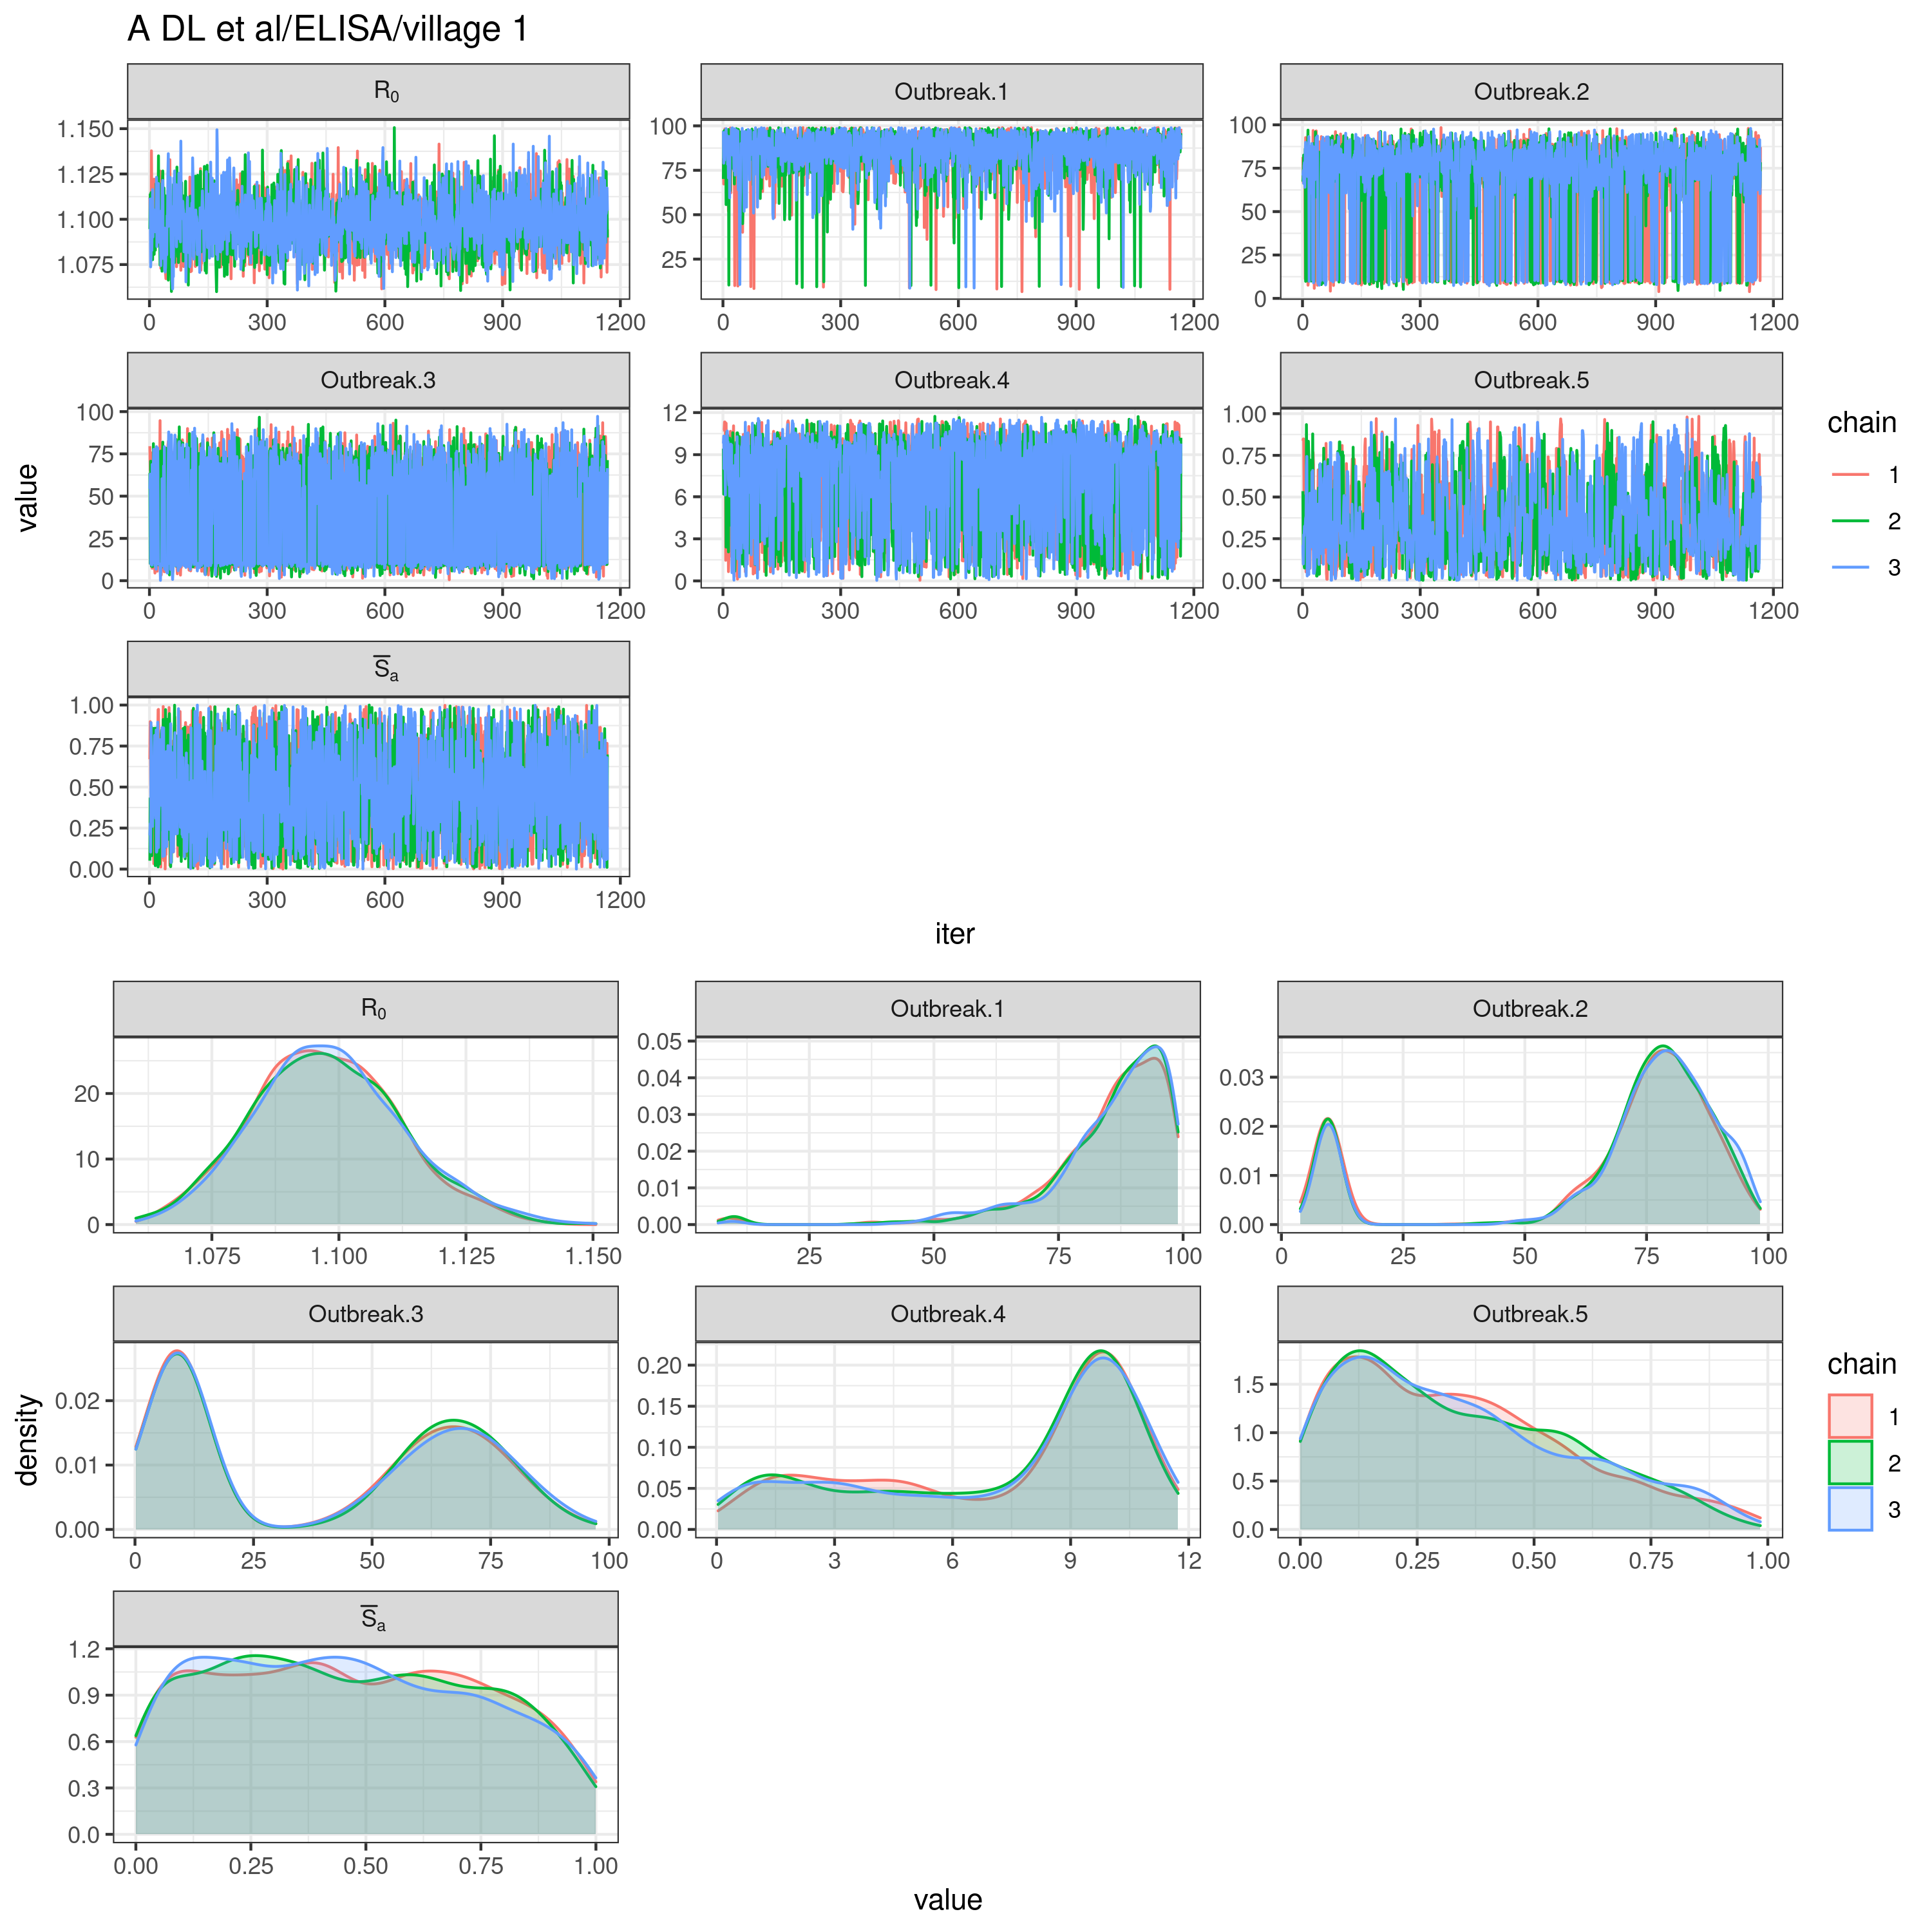 A DL et al/ELISA/village 1
R₀ Outbreak.1 Outbreak.2
1.150 1.125 1.100 1.075
100 75 50 25
100 75 50 25 0
0 300 600 900 1200 0 300 600 900 1200 0 300 600 900 1200
Outbreak.3 Outbreak.4 Outbreak.5
100 75 50 25 0
12 9 6 3 0
1.00 0.75 0.50 0.25 0.00
0 300 600 900 1200 0 300 600 900 1200 0 300 600 900 1200
value
chain
1
2
3
S̅ₐ
1.00 0.75 0.50 0.25 0.00
0 300 600 900 1200
iter
R₀ Outbreak.1 Outbreak.2
20 10 0
0.05 0.04 0.03 0.02 0.01 0.00
0.03 0.02 0.01 0.00
1.075 1.100 1.125 1.150 25 50 75 100 0 25 50 75 100
Outbreak.3 Outbreak.4 Outbreak.5
0.02 0.01 0.00
0.20 0.15 0.10 0.05 0.00
1.5 1.0 0.5 0.0
0 25 50 75 100 0 3 6 9 12 0.00 0.25 0.50 0.75 1.00
density
chain
1
2
3
S̅ₐ
1.2 0.9 0.6 0.3 0.0
0.00 0.25 0.50 0.75 1.00
value